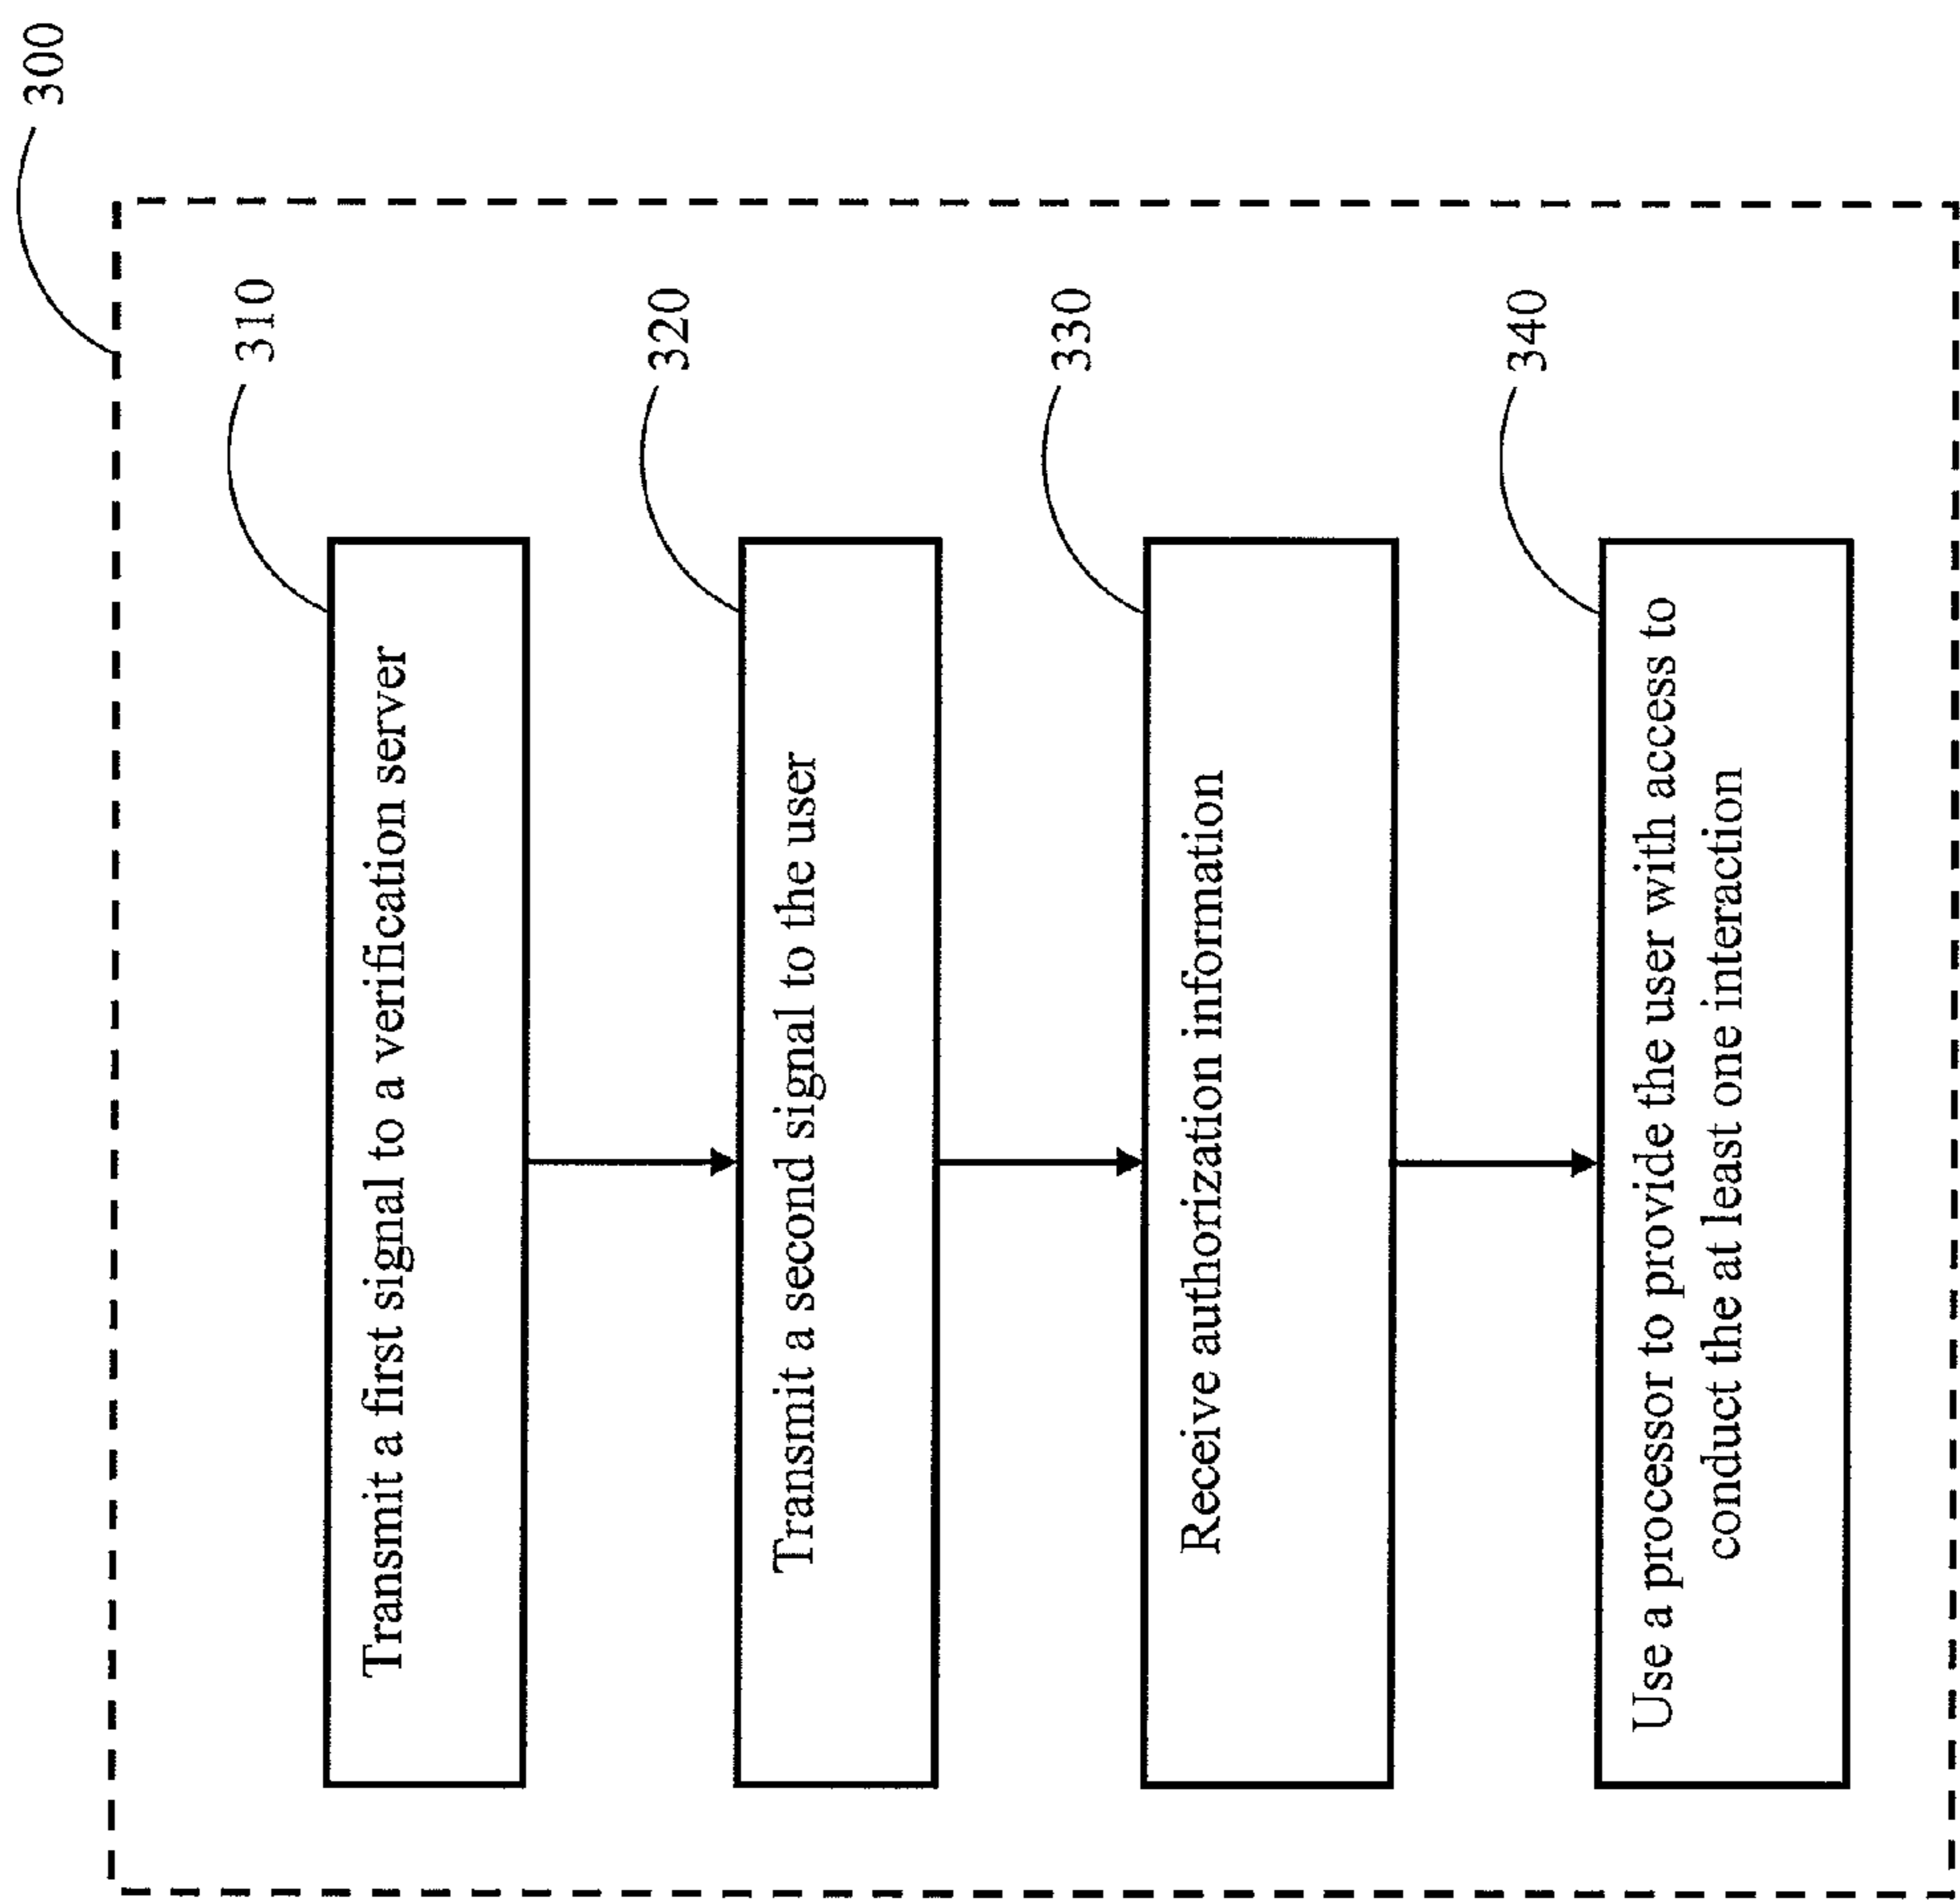 300
310
Transmit a first signal to a verification server
320
Transmit a second signal to the user
330
Receive authorization information
340
Use a processor to provide the user with access to
conduct the at least one interaction